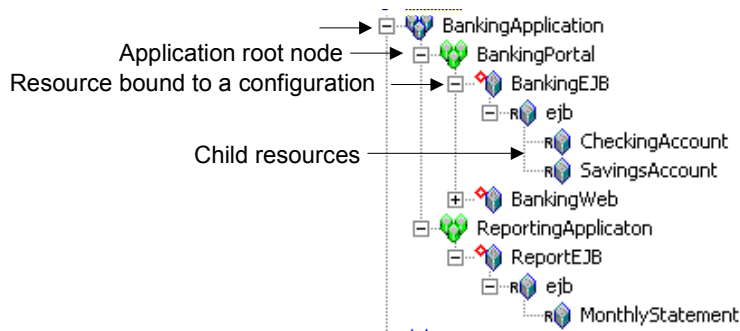 BankingApplication
Application root node BankingPortal
Resource bound to a configuration BankingEJB
R ejb
R CheckingAccount
Child resources
R SavingsAccount
BankingWeb
ReportingApplicaton
ReportEJB
R ejb
R MonthlyStatement